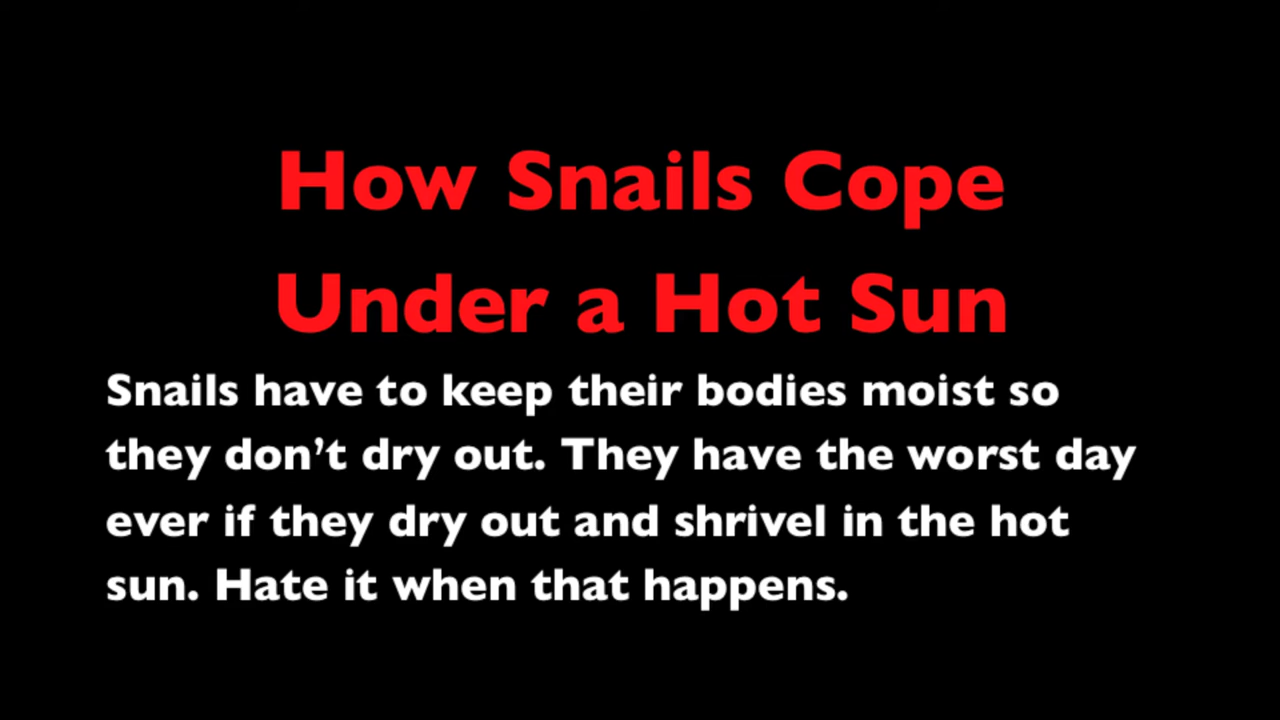 How Snails Cope
Under a Hot Sun
Snails have to keep their bodies moist so
they don’t dry out. They have the worst day
ever if they dry out and shrivel in the hot
sun. Hate it when that happens.